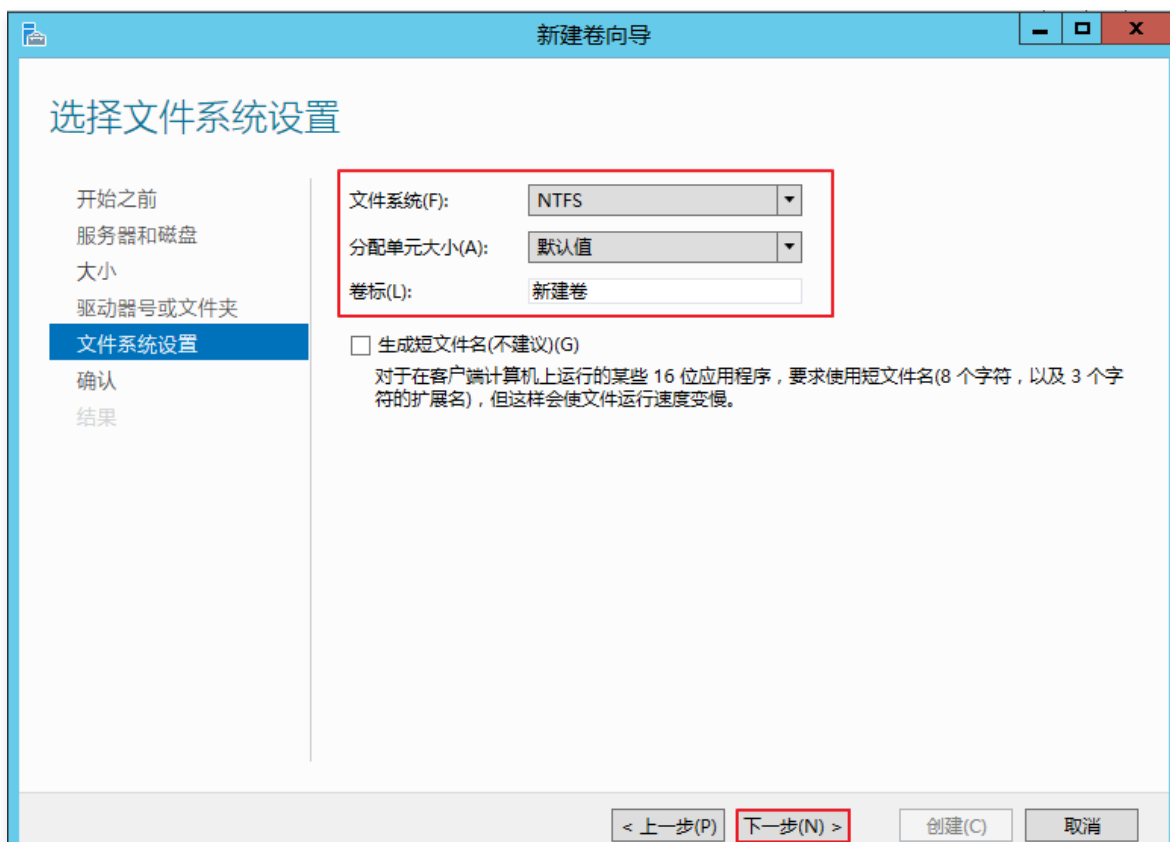 新建卷向导
选择文件系统设置
开始之前
服务器和磁盘
大小
驱动器号或文件夹
文件系统设置
确认
结果
文件系统(F):
NTFS
分配单元大小(A):
默认值
卷标(L):
新建卷
生成短文件名(不建议)(G)
对于在客户端计算机上运行的某些 16 位应用程序，要求使用短文件名(8 个字符，以及 3 个字
符的扩展名)，但这样会使文件运行速度变慢。
< 上一步(P)
下一步(N) >
创建(C)
取消